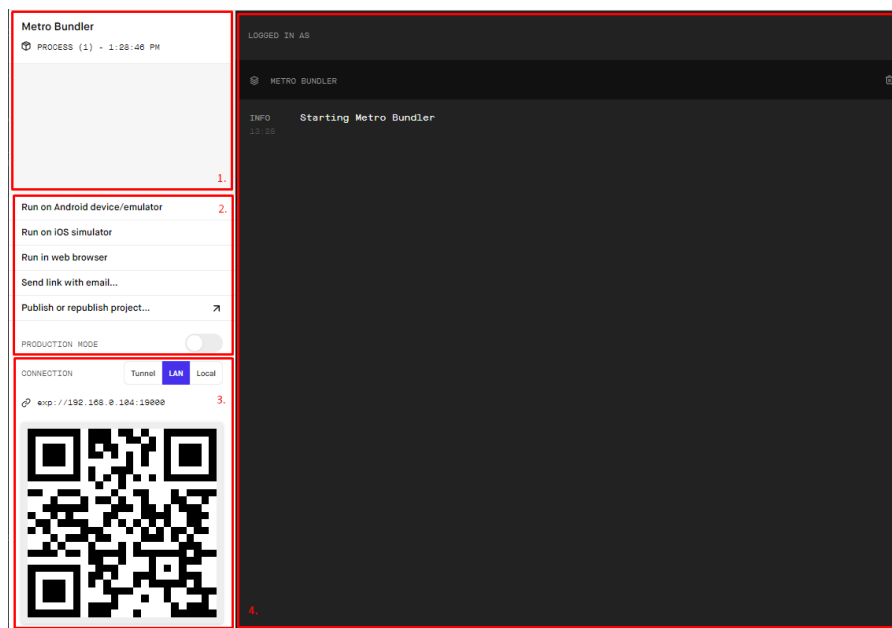 Metro Bundler
PROCESS (1) - 1:28:46 PM
1.
Run on Android device/emulator
2.
Run on iOS simulator
Run in web browser
Send link with email...
Publish or republish project...
PRODUCTION MODE
CONNECTION
Tunnel LAN Local
exp://192.168.0.104:19000
3.
LOGGED IN AS
METRO BUNDLER
INFO Starting Metro Bundler
13:26
4.